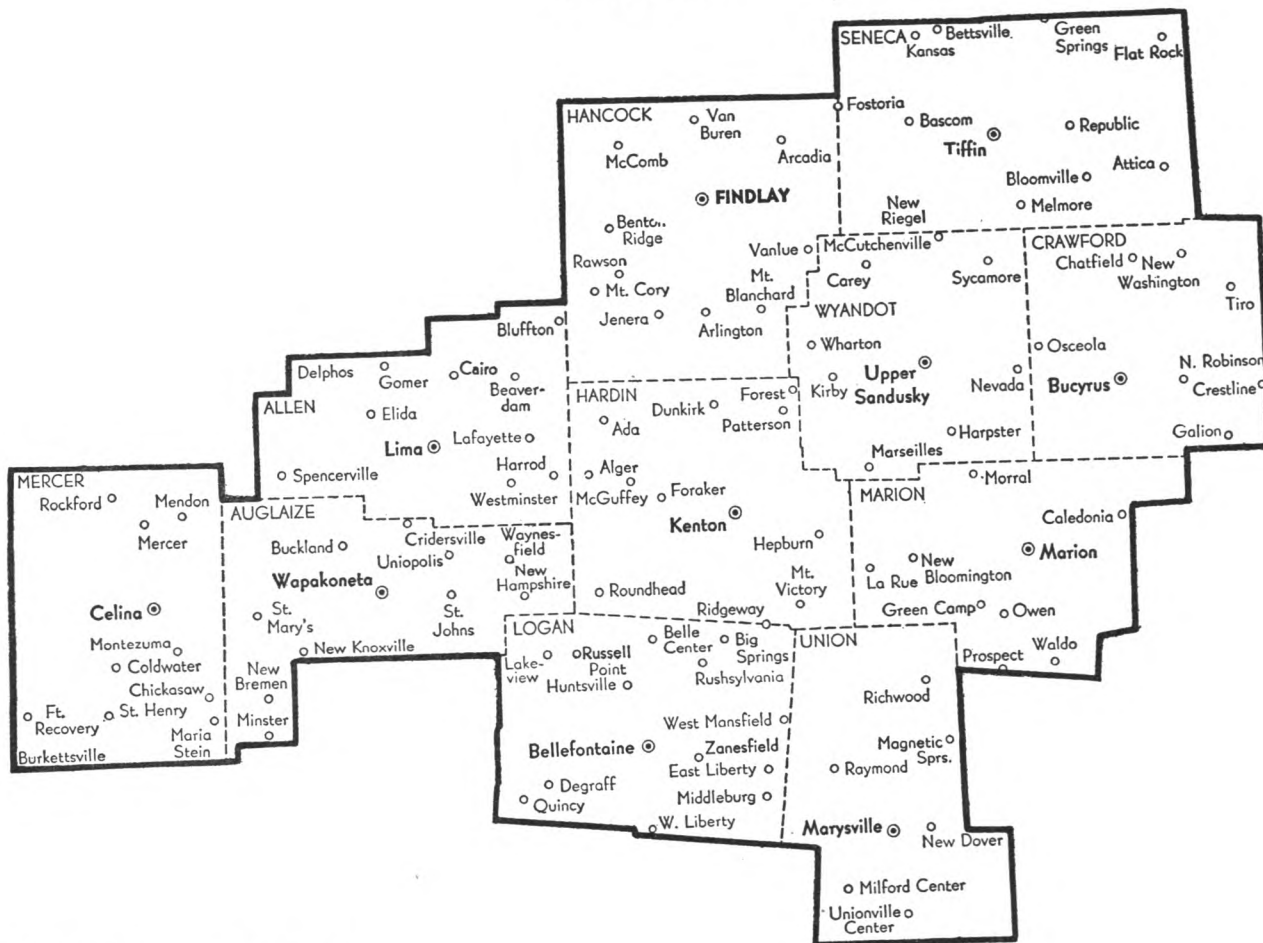 SENECA
Kansas
Bettsville.
Green
Springs
Flat Rock
Fostoria
Bascom
Tiffin
Republic
Attica
Bloomville
Melmore
New
Riegel
HANCOCK
Van
Buren
McComb
Arcadia
FINDLAY
Benton
Ridge
Vanlue
Rawson
Mt. Cory
Mt.
Blanchard
Jenera
Arlington
McCutchenville
Carey
Sycamore
WYANDOT
Wharton
Upper
Sandusky
Kirby
Nevada
Harpster
Marseilles
CRAWFORD
Chatfield
New
Washington
Tiro
Osceola
N. Robinson
Bucyrus
Crestline
Galion
Bluffton
Delphos
Gomer
Cairo
Beaver-
dam
ALLEN
Elida
Lima
Lafayette
Spencerville
Harrod
Westminster
HARDIN
Dunkirk
Forest
Patterson
Ada
Alger
McGuffey
Foraker
Kenton
Hepburn
Roundhead
Mt.
Victory
Ridgeway
MARION
Morral
Caledonia
Marion
La Rue
New
Bloomington
Green Camp
Owen
Prospect
Waldo
MERCER
Rockford
Mendon
Mercer
Celina
Montezuma
Coldwater
Chickasaw
Ft.
Recovery
St. Henry
Maria
Stein
Burkettsville
AUGLAIZE
Buckland
Cridersville
Uniopolis
Waynes-
field
Wapakoneta
New
Hampshire
St.
Mary's
St.
Johns
New Knoxville
New
Bremen
Minster
LOGAN
Lake-
view
Russell
Point
Belle
Center
Big
Springs
Rushsylvania
Huntsville
West Mansfield
Bellefontaine
Zanesfield
East Liberty
Degraff
Quincy
Middleburg
W. Liberty
UNION
Richwood
Magnetic
Sprs.
Raymond
Marysville
New Dover
Milford Center
Unionville
Center